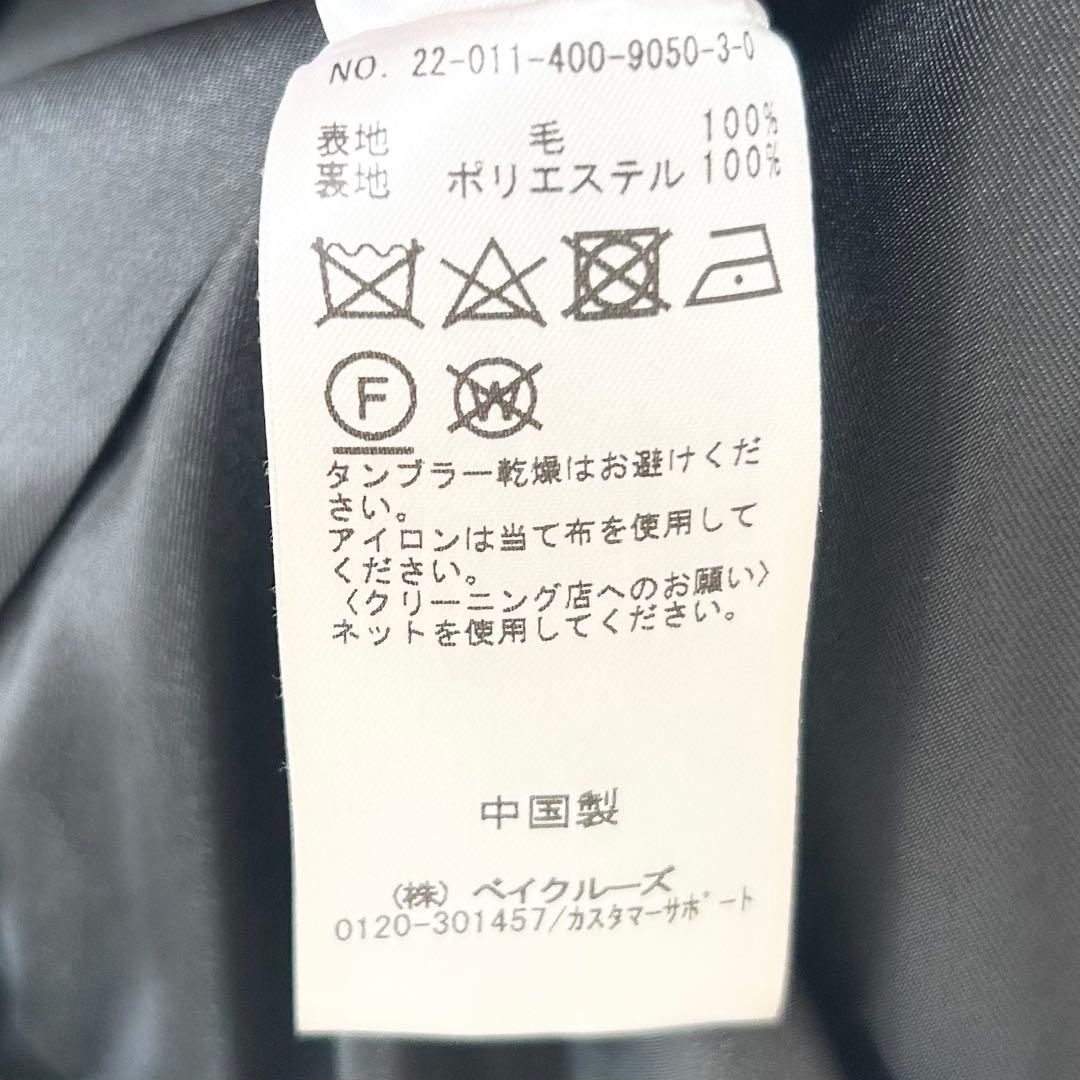 NO. 22-011-400-9050-3-0
表地 毛 100%
裏地 ポリエステル 100%
F W
タンブラー乾燥はお避けくだ
さい。
アイロンは当て布を使用して
ください。
〈クリーニング店へのお願い〉
ネットを使用してください。
中国製
(株) ベイクルーズ
0120-301457/カスタマーサポート